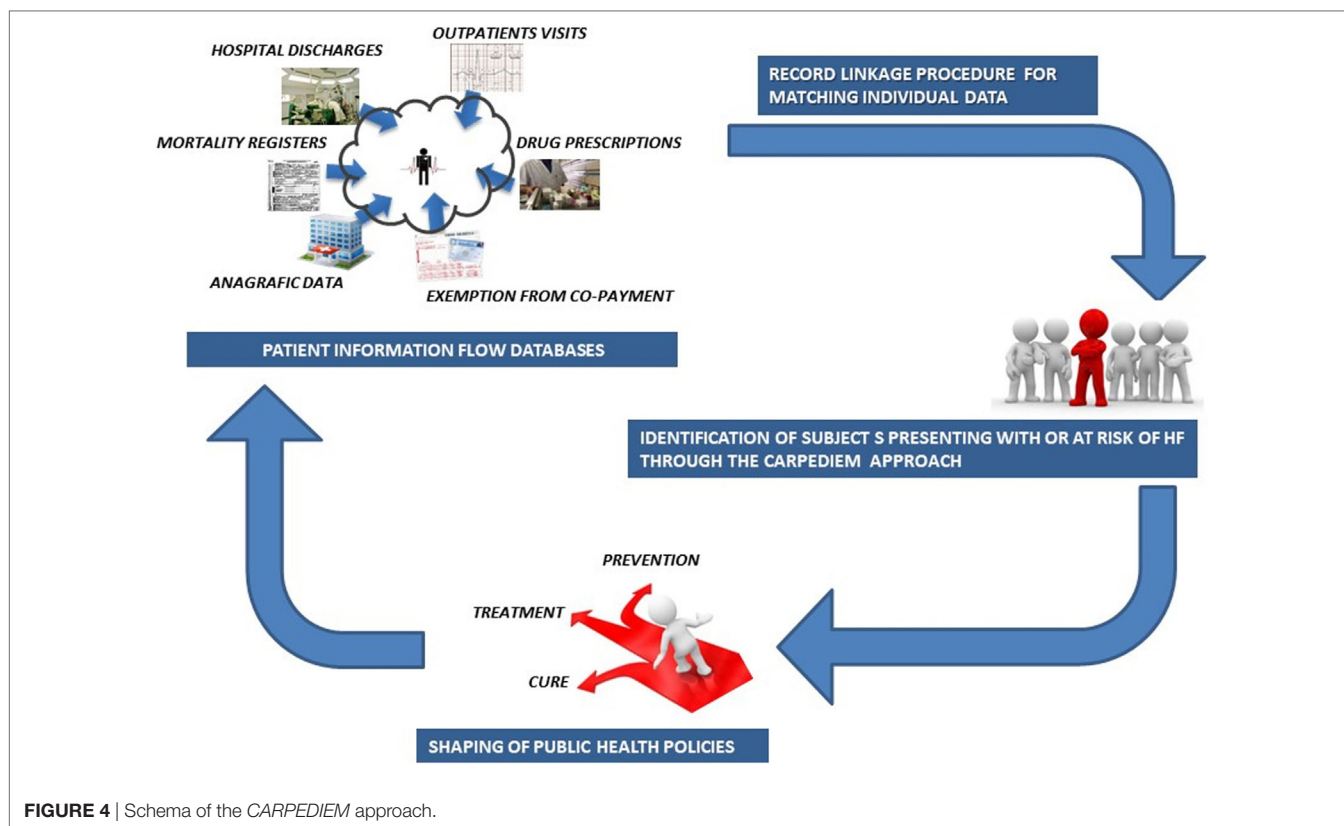 OUTPATIENTS VISITS
HOSPITAL DISCHARGES
MORTALITY REGISTERS
DRUG PRESCRIPTIONS
ANAGRAFIC DATA
EXEMPTION FROM CO-PAYMENT
PATIENT INFORMATION FLOW DATABASES
RECORD LINKAGE PROCEDURE FOR
MATCHING INDIVIDUAL DATA
IDENTIFICATION OF SUBJECT S PRESENTING WITH OR AT RISK OF HF
THROUGH THE CARPEDIEM APPROACH
PREVENTION
TREATMENT
CURE
SHAPING OF PUBLIC HEALTH POLICIES
FIGURE 4 | Schema of the CARPEDIEM approach.